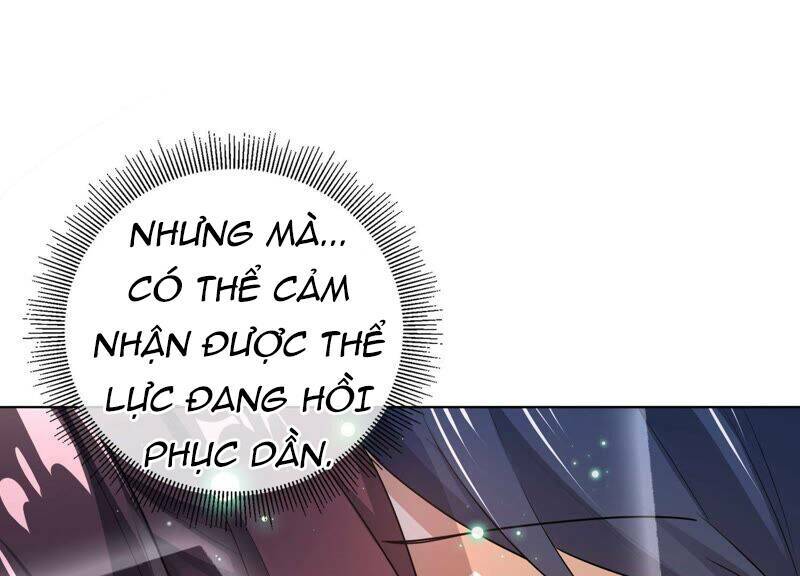 NHƯNG MÀ...
CÓ THỂ CẢM
NHẬN ĐƯỢC THỂ
LỰC ĐANG HỒI
PHỤC DẦN.